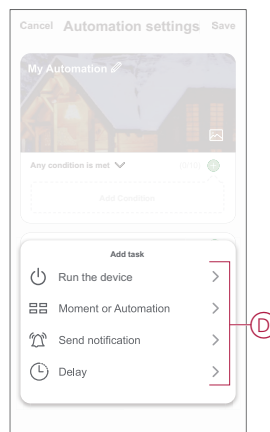 Cancel Automation settings Save
My Automation
Any condition is met
Add Condition
Add task
Run the device
Moment or Automation
Send notification
Delay
D